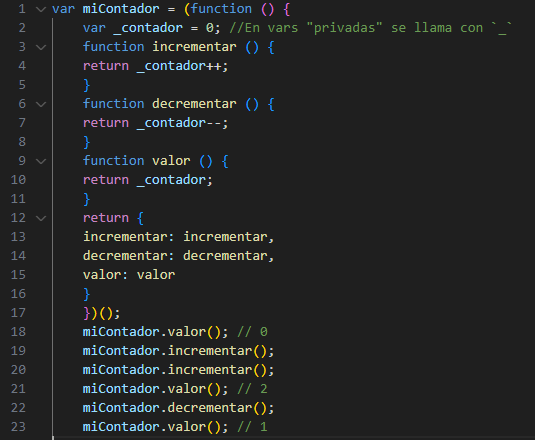 1 var miContador = (function () {
2 var _contador = 0; //En vars "privadas" se llama con `_`
3 function incrementar () {
4 return _contador++;
5 }
6 function decrementar () {
7 return _contador--;
8 }
9 function valor () {
10 return _contador;
11 }
12 return {
13 incrementar: incrementar,
14 decrementar: decrementar,
15 valor: valor
16 }
17 })();
18 miContador.valor(); // 0
19 miContador.incrementar();
20 miContador.incrementar();
21 miContador.valor(); // 2
22 miContador.decrementar();
23 miContador.valor(); // 1